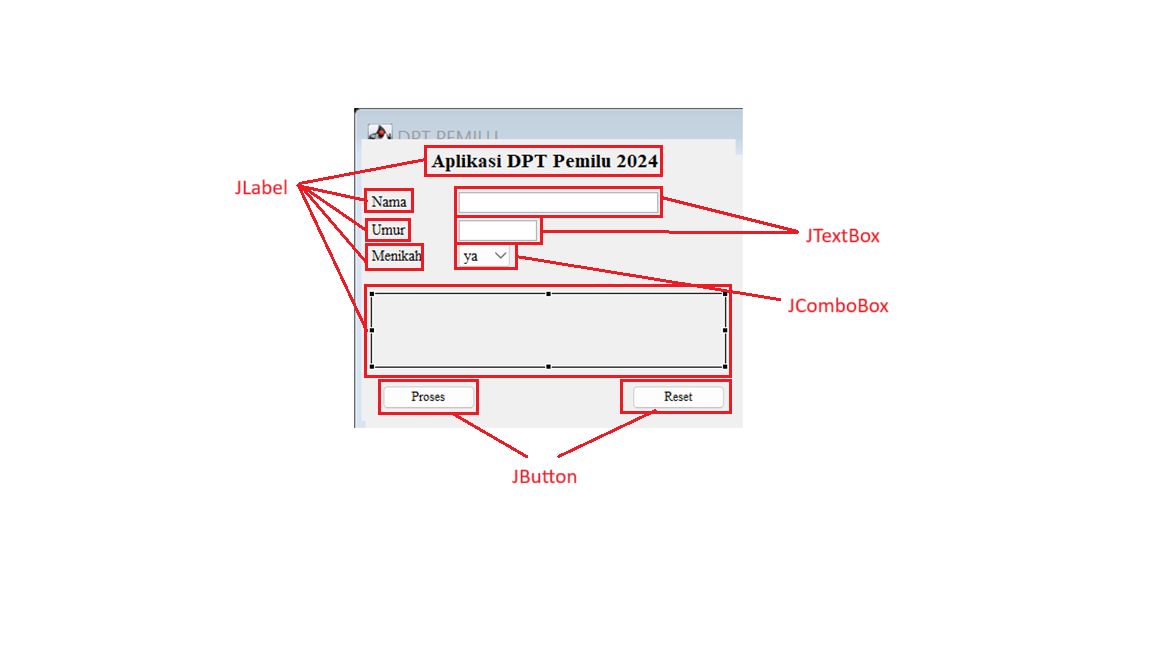 DPT PEMILU
Aplikasi DPT Pemilu 2024
JLabel
Nama
Umur
JTextBox
Menikah
ya
JComboBox
Proses
Reset
JButton